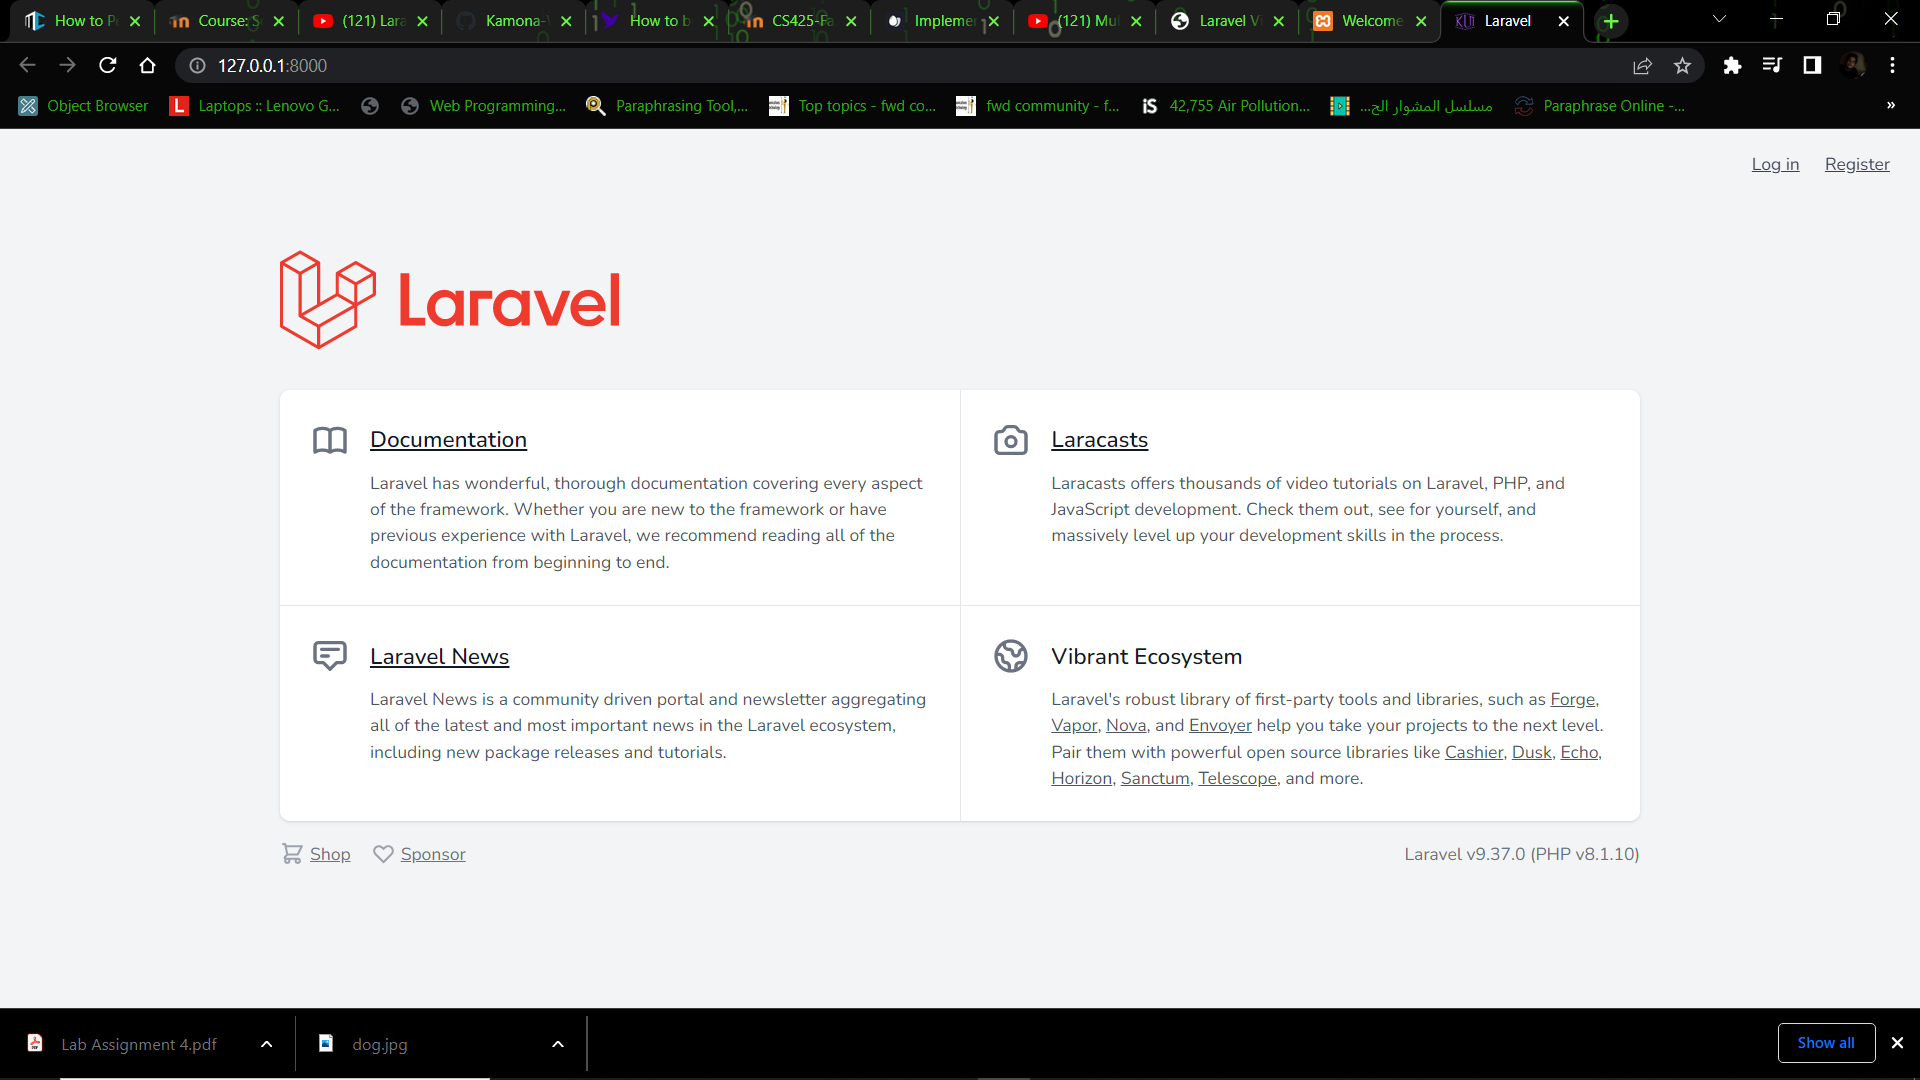 How to P
Course: S
(121) Lara
Kamona-
How to b
CS425-Fa
Implemen
(121) Mul
Laravel Vi
Welcome
Laravel
127.0.0.1:8000
Object Browser
Laptops :: Lenovo G...
Web Programming...
Paraphrasing Tool,...
Top topics - fwd co...
fwd community - f...
iS 42,755 Air Pollution...
مسلسل المشوار الح...
Paraphrase Online -...
»
Log in Register
Laravel
Documentation
Laravel has wonderful, thorough documentation covering every aspect
of the framework. Whether you are new to the framework or have
previous experience with Laravel, we recommend reading all of the
documentation from beginning to end.
Laracasts
Laracasts offers thousands of video tutorials on Laravel, PHP, and
JavaScript development. Check them out, see for yourself, and
massively level up your development skills in the process.
Laravel News
Laravel News is a community driven portal and newsletter aggregating
all of the latest and most important news in the Laravel ecosystem,
including new package releases and tutorials.
Vibrant Ecosystem
Laravel's robust library of first-party tools and libraries, such as Forge,
Vapor, Nova, and Envoyer help you take your projects to the next level.
Pair them with powerful open source libraries like Cashier, Dusk, Echo,
Horizon, Sanctum, Telescope, and more.
Shop Sponsor
Laravel v9.37.0 (PHP v8.1.10)
Lab Assignment 4.pdf
dog.jpg
Show all